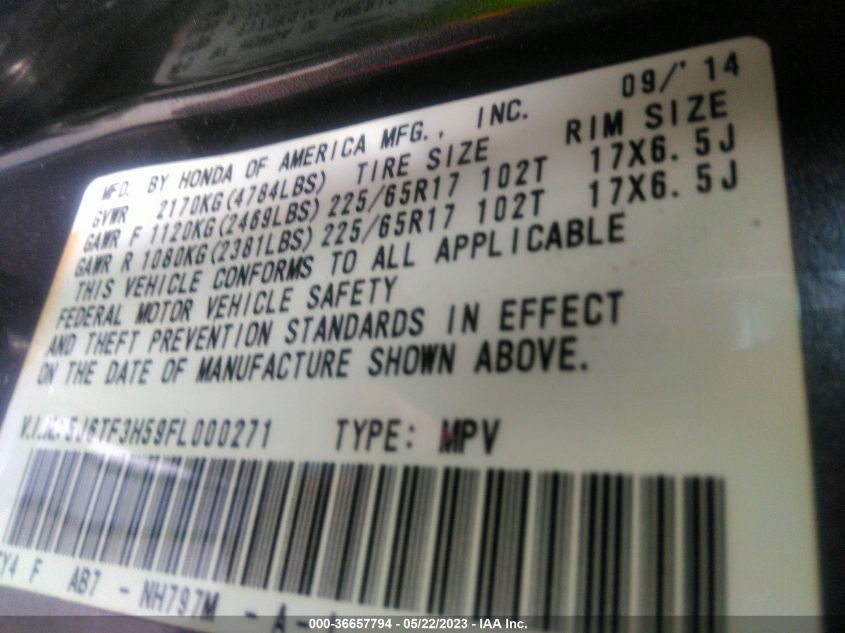 MFD. BY HONDA OF AMERICA MFG., INC. 09/'14
GVWR 2170KG(4784LBS) TIRE SIZE RIM SIZE
GAWR F 1120KG(2469LBS) 225/65R17 102T 17X6.5J
GAWR R 1080KG(2381LBS) 225/65R17 102T 17X6.5J
THIS VEHICLE CONFORMS TO ALL APPLICABLE
FEDERAL MOTOR VEHICLE SAFETY
AND THEFT PREVENTION STANDARDS IN EFFECT
ON THE DATE OF MANUFACTURE SHOWN ABOVE.
V.I.N: 5J6TF3H59FL000271 TYPE: MPV
F AB7 - NH797M - A-
000-36657794 - 05/22/2023 - IAA Inc.